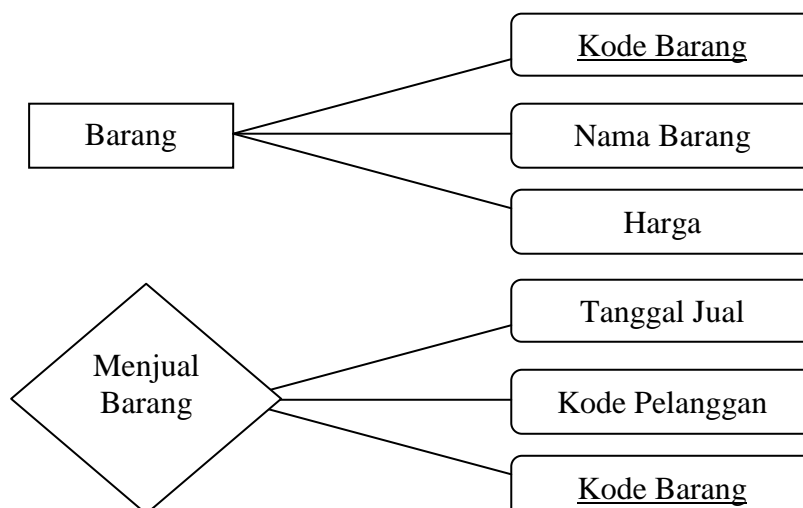 Kode Barang
Barang
Nama Barang
Harga
Tanggal Jual
Menjual
Barang
Kode Pelanggan
Kode Barang